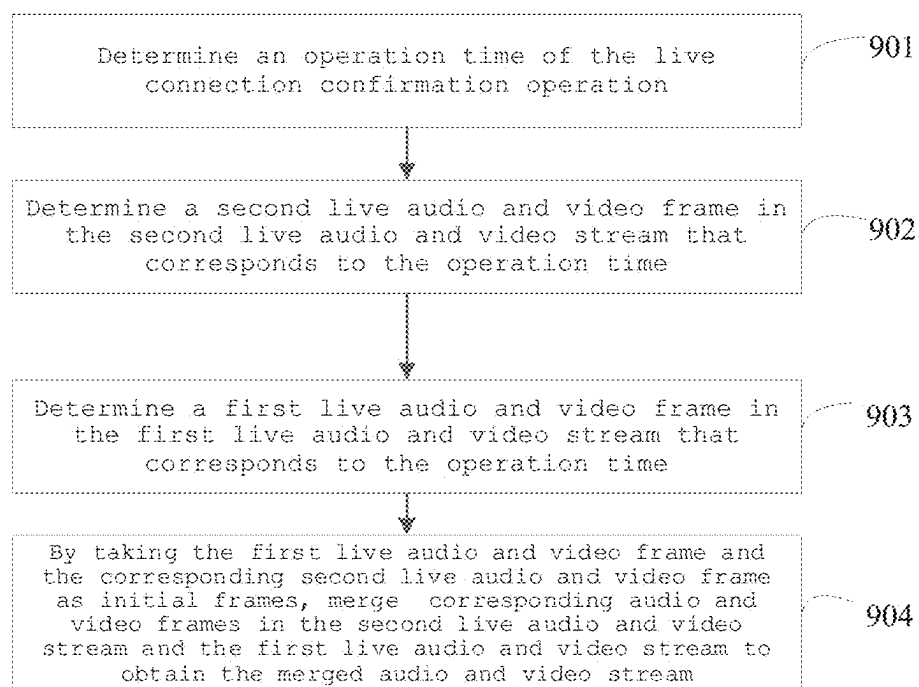 Determine an operation time of the live
connection confirmation operation
901
Determine a second live audio and video frame in
the second live audio and video stream that
corresponds to the operation time
902
Determine a first live audio and video frame in
the first live audio and video stream that
corresponds to the operation time
903
By taking the first live audio and video frame and
the corresponding second live audio and video frame
as initial frames, merge corresponding audio and
video frames in the second live audio and video
stream and the first live audio and video stream to
obtain the merged audio and video stream
904